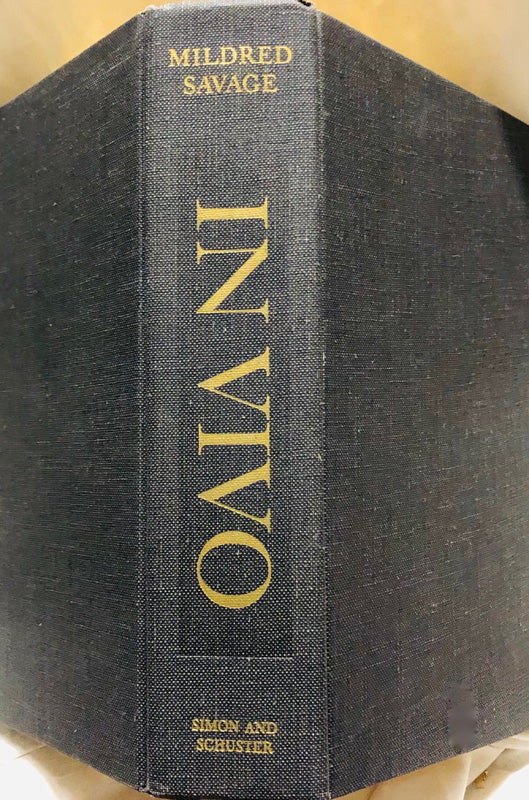 MILDRED
SAVAGE
IN VIVO
SIMON AND
SCHUSTER